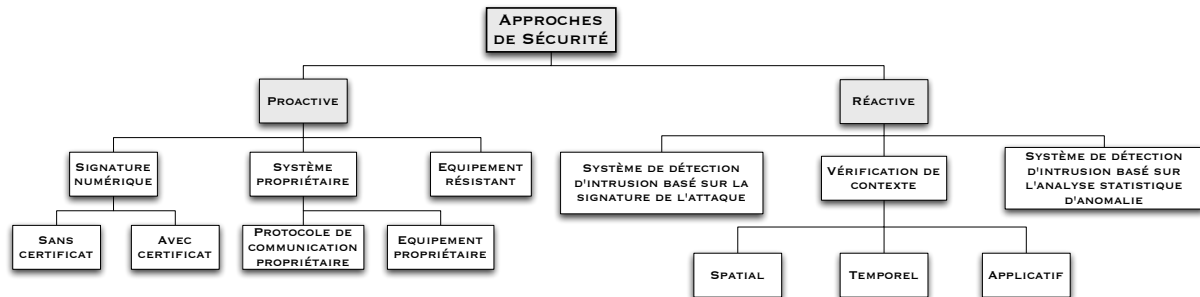 APPROCHES
DE SÉCURITÉ
PROACTIVE
RÉACTIVE
SIGNATURE
NUMÉRIQUE
SYSTÈME
PROPRIÉTAIRE
EQUIPEMENT
RÉSISTANT
SYSTÈME DE DÉTECTION
D'INTRUSION BASÉ SUR LA
SIGNATURE DE L'ATTAQUE
VÉRIFICATION DE
CONTEXTE
SYSTÈME DE DÉTECTION
D'INTRUSION BASÉ SUR
L'ANALYSE STATISTIQUE
D'ANOMALIE
SANS
CERTIFICAT
AVEC
CERTIFICAT
PROTOCOLE DE
COMMUNICATION
PROPRIÉTAIRE
EQUIPEMENT
PROPRIÉTAIRE
SPATIAL
TEMPOREL
APPLICATIF